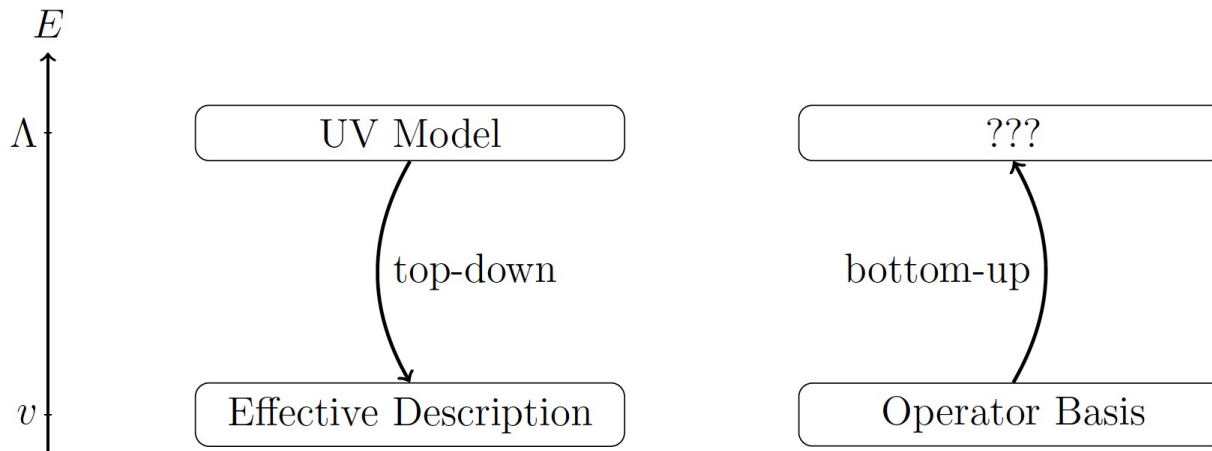 E
Λ
UV Model
???
top-down
bottom-up
v
Effective Description
Operator Basis